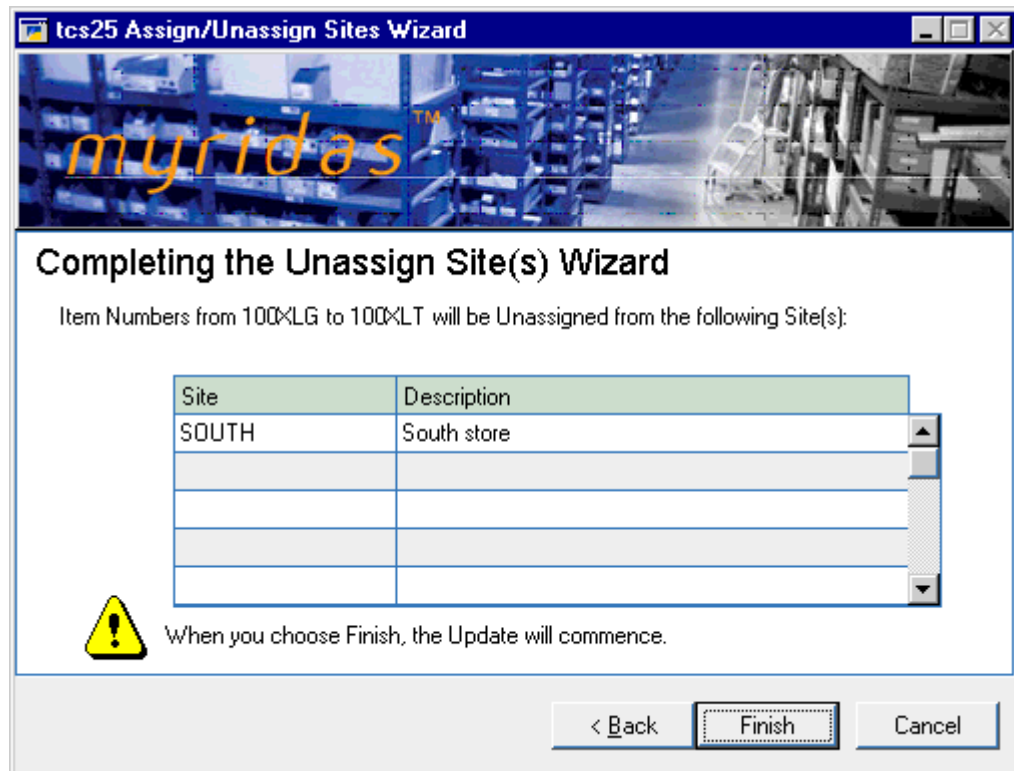 tcs25 Assign/Unassign Sites Wizard
myridas™
Completing the Unassign Site(s) Wizard
Item Numbers from 100XLG to 100XLT will be Unassigned from the following Site(s):
Site Description
SOUTH South store
When you choose Finish, the Update will commence.
< Back Finish Cancel